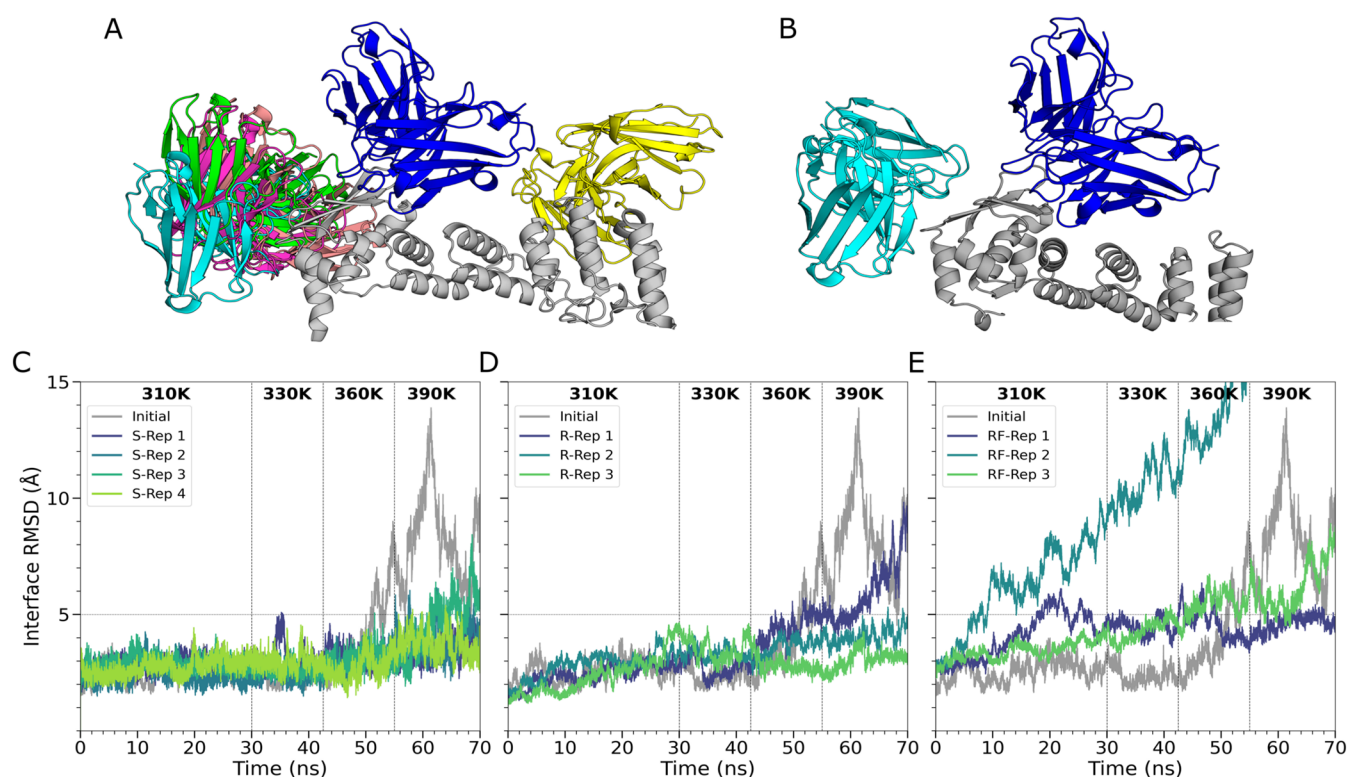 A
B
C
D
E
15
10
5
0
Interface RMSD (Å)
310K
330K
360K
390K
Initial
S-Rep 1
S-Rep 2
S-Rep 3
S-Rep 4
0 10 20 30 40 50 60 70
Time (ns)
310K
330K
360K
390K
Initial
R-Rep 1
R-Rep 2
R-Rep 3
0 10 20 30 40 50 60 70
Time (ns)
310K
330K
360K
390K
Initial
RF-Rep 1
RF-Rep 2
RF-Rep 3
0 10 20 30 40 50 60 70
Time (ns)